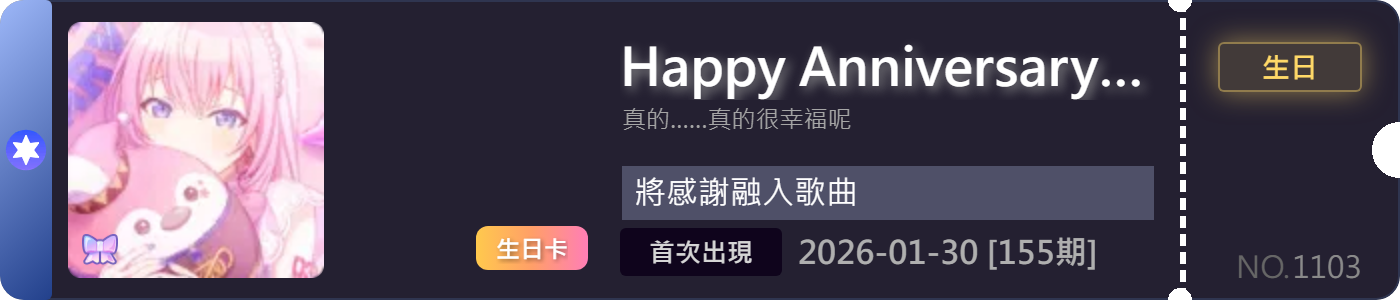 Happy Anniversary...
真的......真的很幸福呢
將感謝融入歌曲
生日卡
首次出現
2026-01-30 [155期]
生日
NO.1103